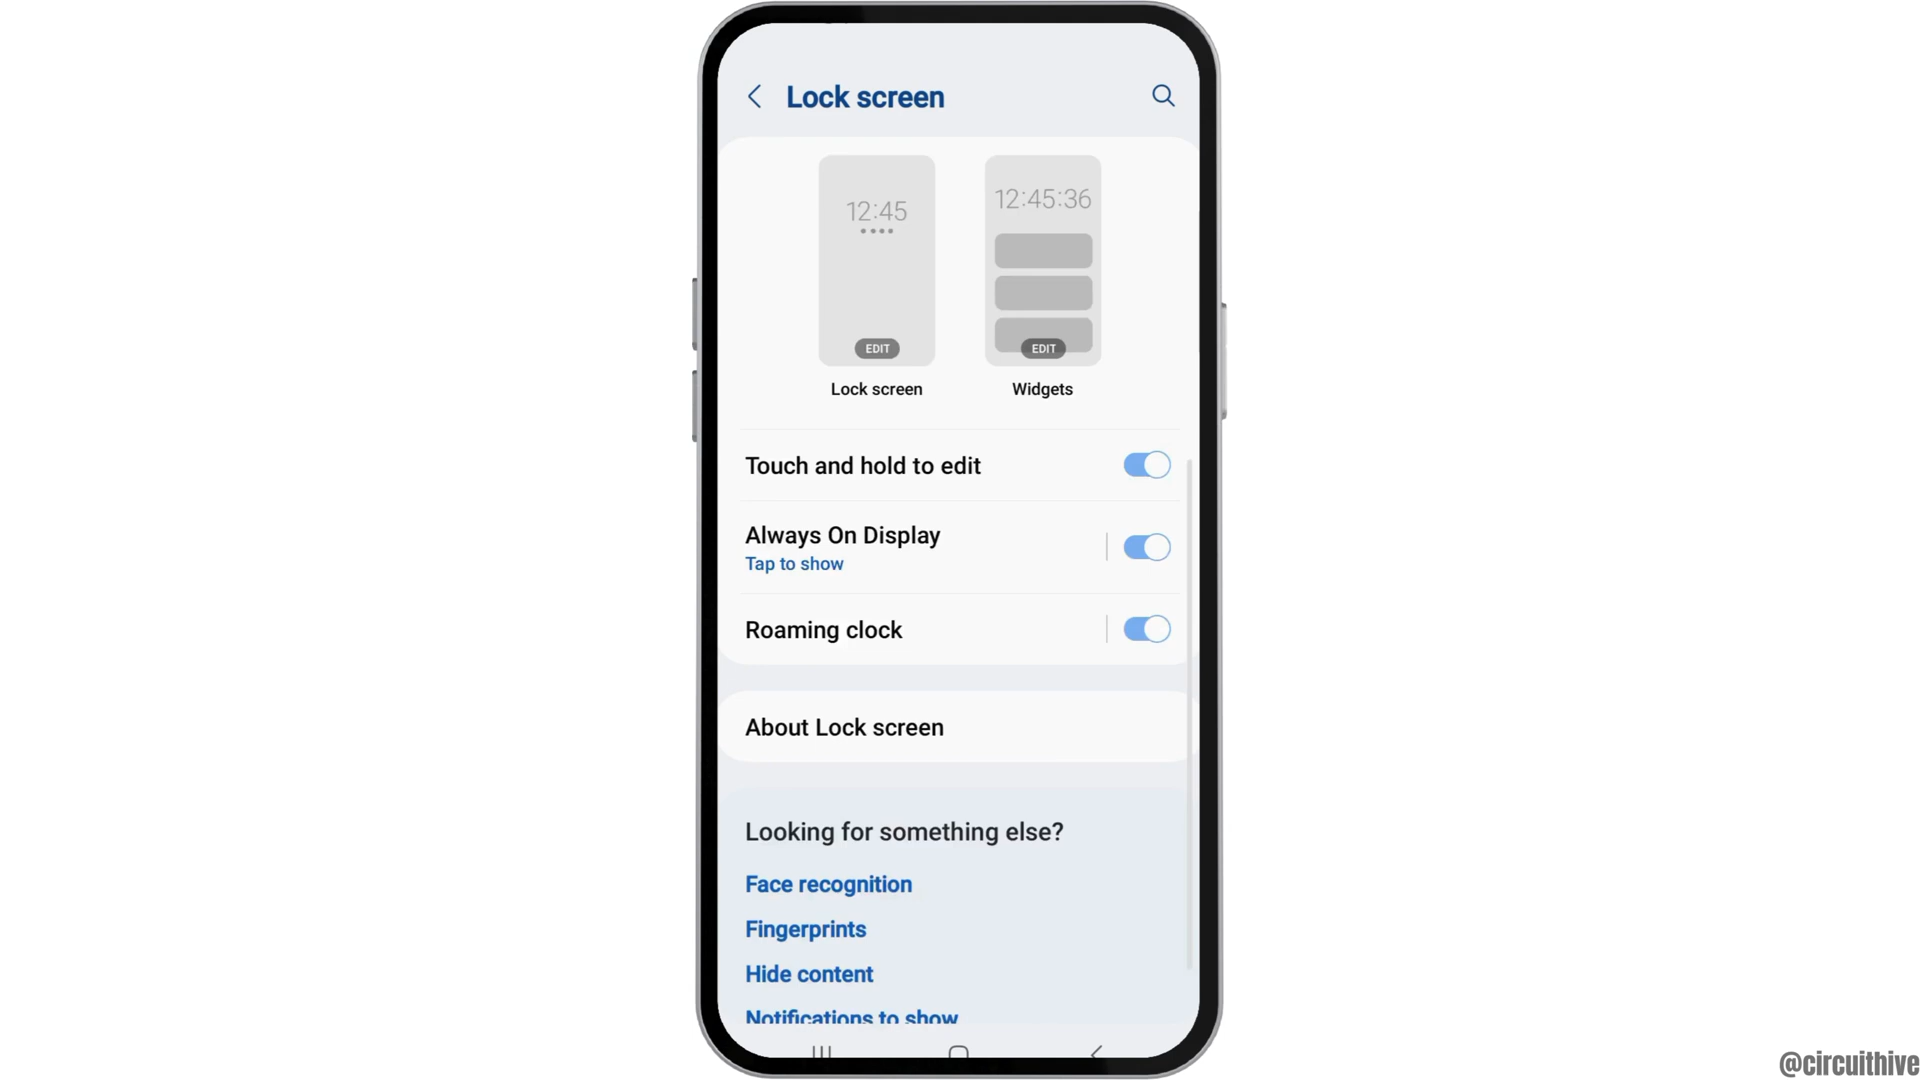 Lock screen
12:45
12:45:36
EDIT
EDIT
Lock screen
Widgets
Touch and hold to edit
Always On Display
Tap to show
Roaming clock
About Lock screen
Looking for something else?
Face recognition
Fingerprints
Hide content
Notifications to show
@circuithive